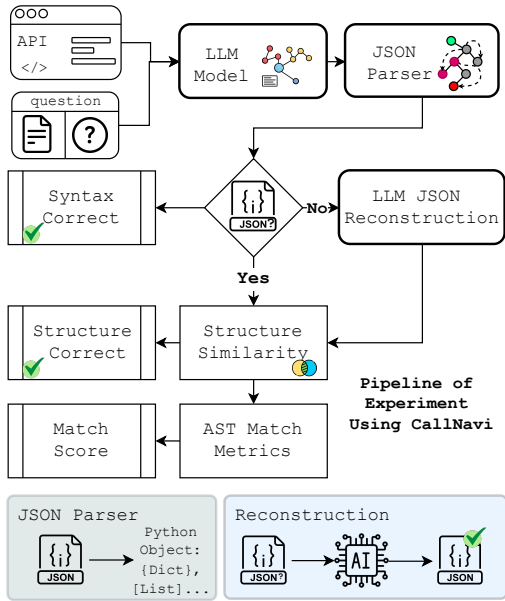 API
</>
question
?
LLM
Model
JSON
Parser
Syntax
Correct
{i}
JSON?
No
LLM JSON
Reconstruction
Yes
Structure
Correct
Structure
Similarity
Match
Score
AST Match
Metrics
Pipeline of
Experiment
Using CallNavi
JSON Parser
{i}
JSON
Python
Object:
{Dict},
[List]...
Reconstruction
{i}
JSON?
AI
{i}
JSON